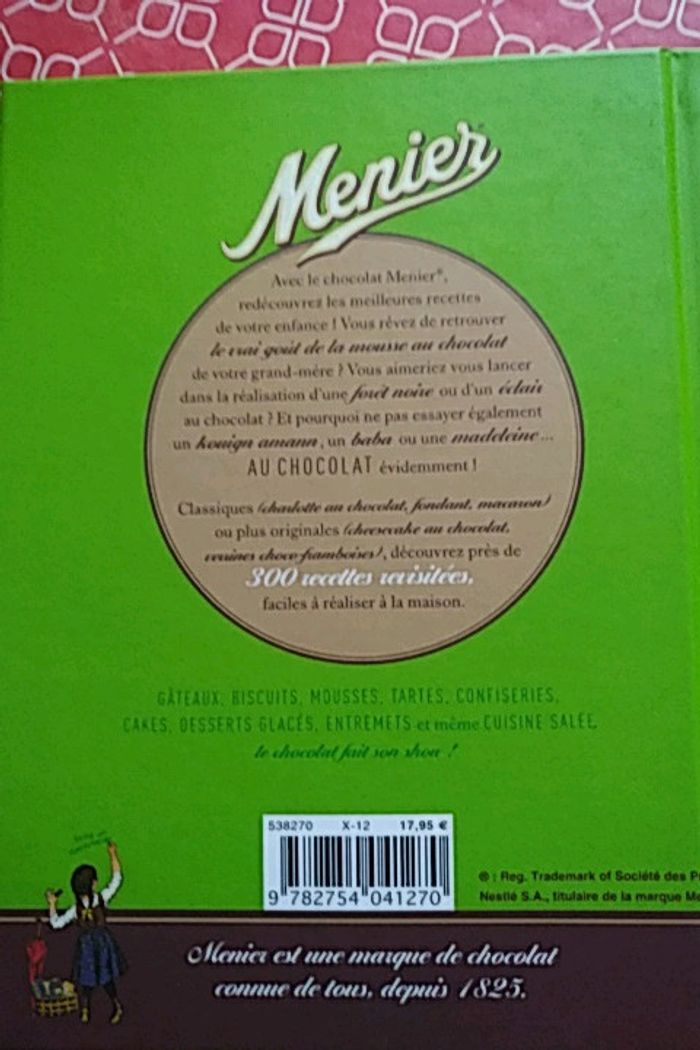 Menier
Avec le chocolat Menier®,
redécouvrez les meilleures recettes
de votre enfance ! Vous rêvez de retrouver
le vrai goût de la mousse au chocolat
de votre grand-mère ? Vous aimeriez vous lancer
dans la réalisation d'une forêt noire ou d'un éclair
au chocolat ? Et pourquoi ne pas essayer également
un kouign amann, un baba ou une madeleine...
AU CHOCOLAT évidemment !
Classiques (charlotte au chocolat, fondant, macaron)
ou plus originales (cheesecake au chocolat,
verrines choco-framboises), découvrez près de
300 recettes revisitées,
faciles à réaliser à la maison.
GÂTEAUX, BISCUITS, MOUSSES, TARTES, CONFISERIES,
CAKES, DESSERTS GLACÉS, ENTREMETS et même CUISINE SALÉE,
le chocolat fait son show !
538270 X-12 17,95 €
9 782754 041270
® : Reg. Trademark of Société des P
Nestlé S.A., titulaire de la marque Me
Menier est une marque de chocolat
connue de tous, depuis 1825.